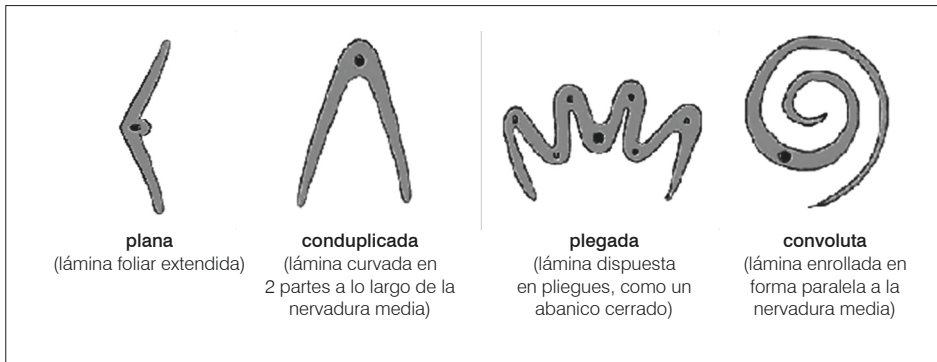 plana
(lámina foliar extendida)
conduplicada
(lámina curvada en
2 partes a lo largo de la
nervadura media)
plegada
(lámina dispuesta
en pliegues, como un
abanico cerrado)
convoluta
(lámina enrollada en
forma paralela a la
nervadura media)